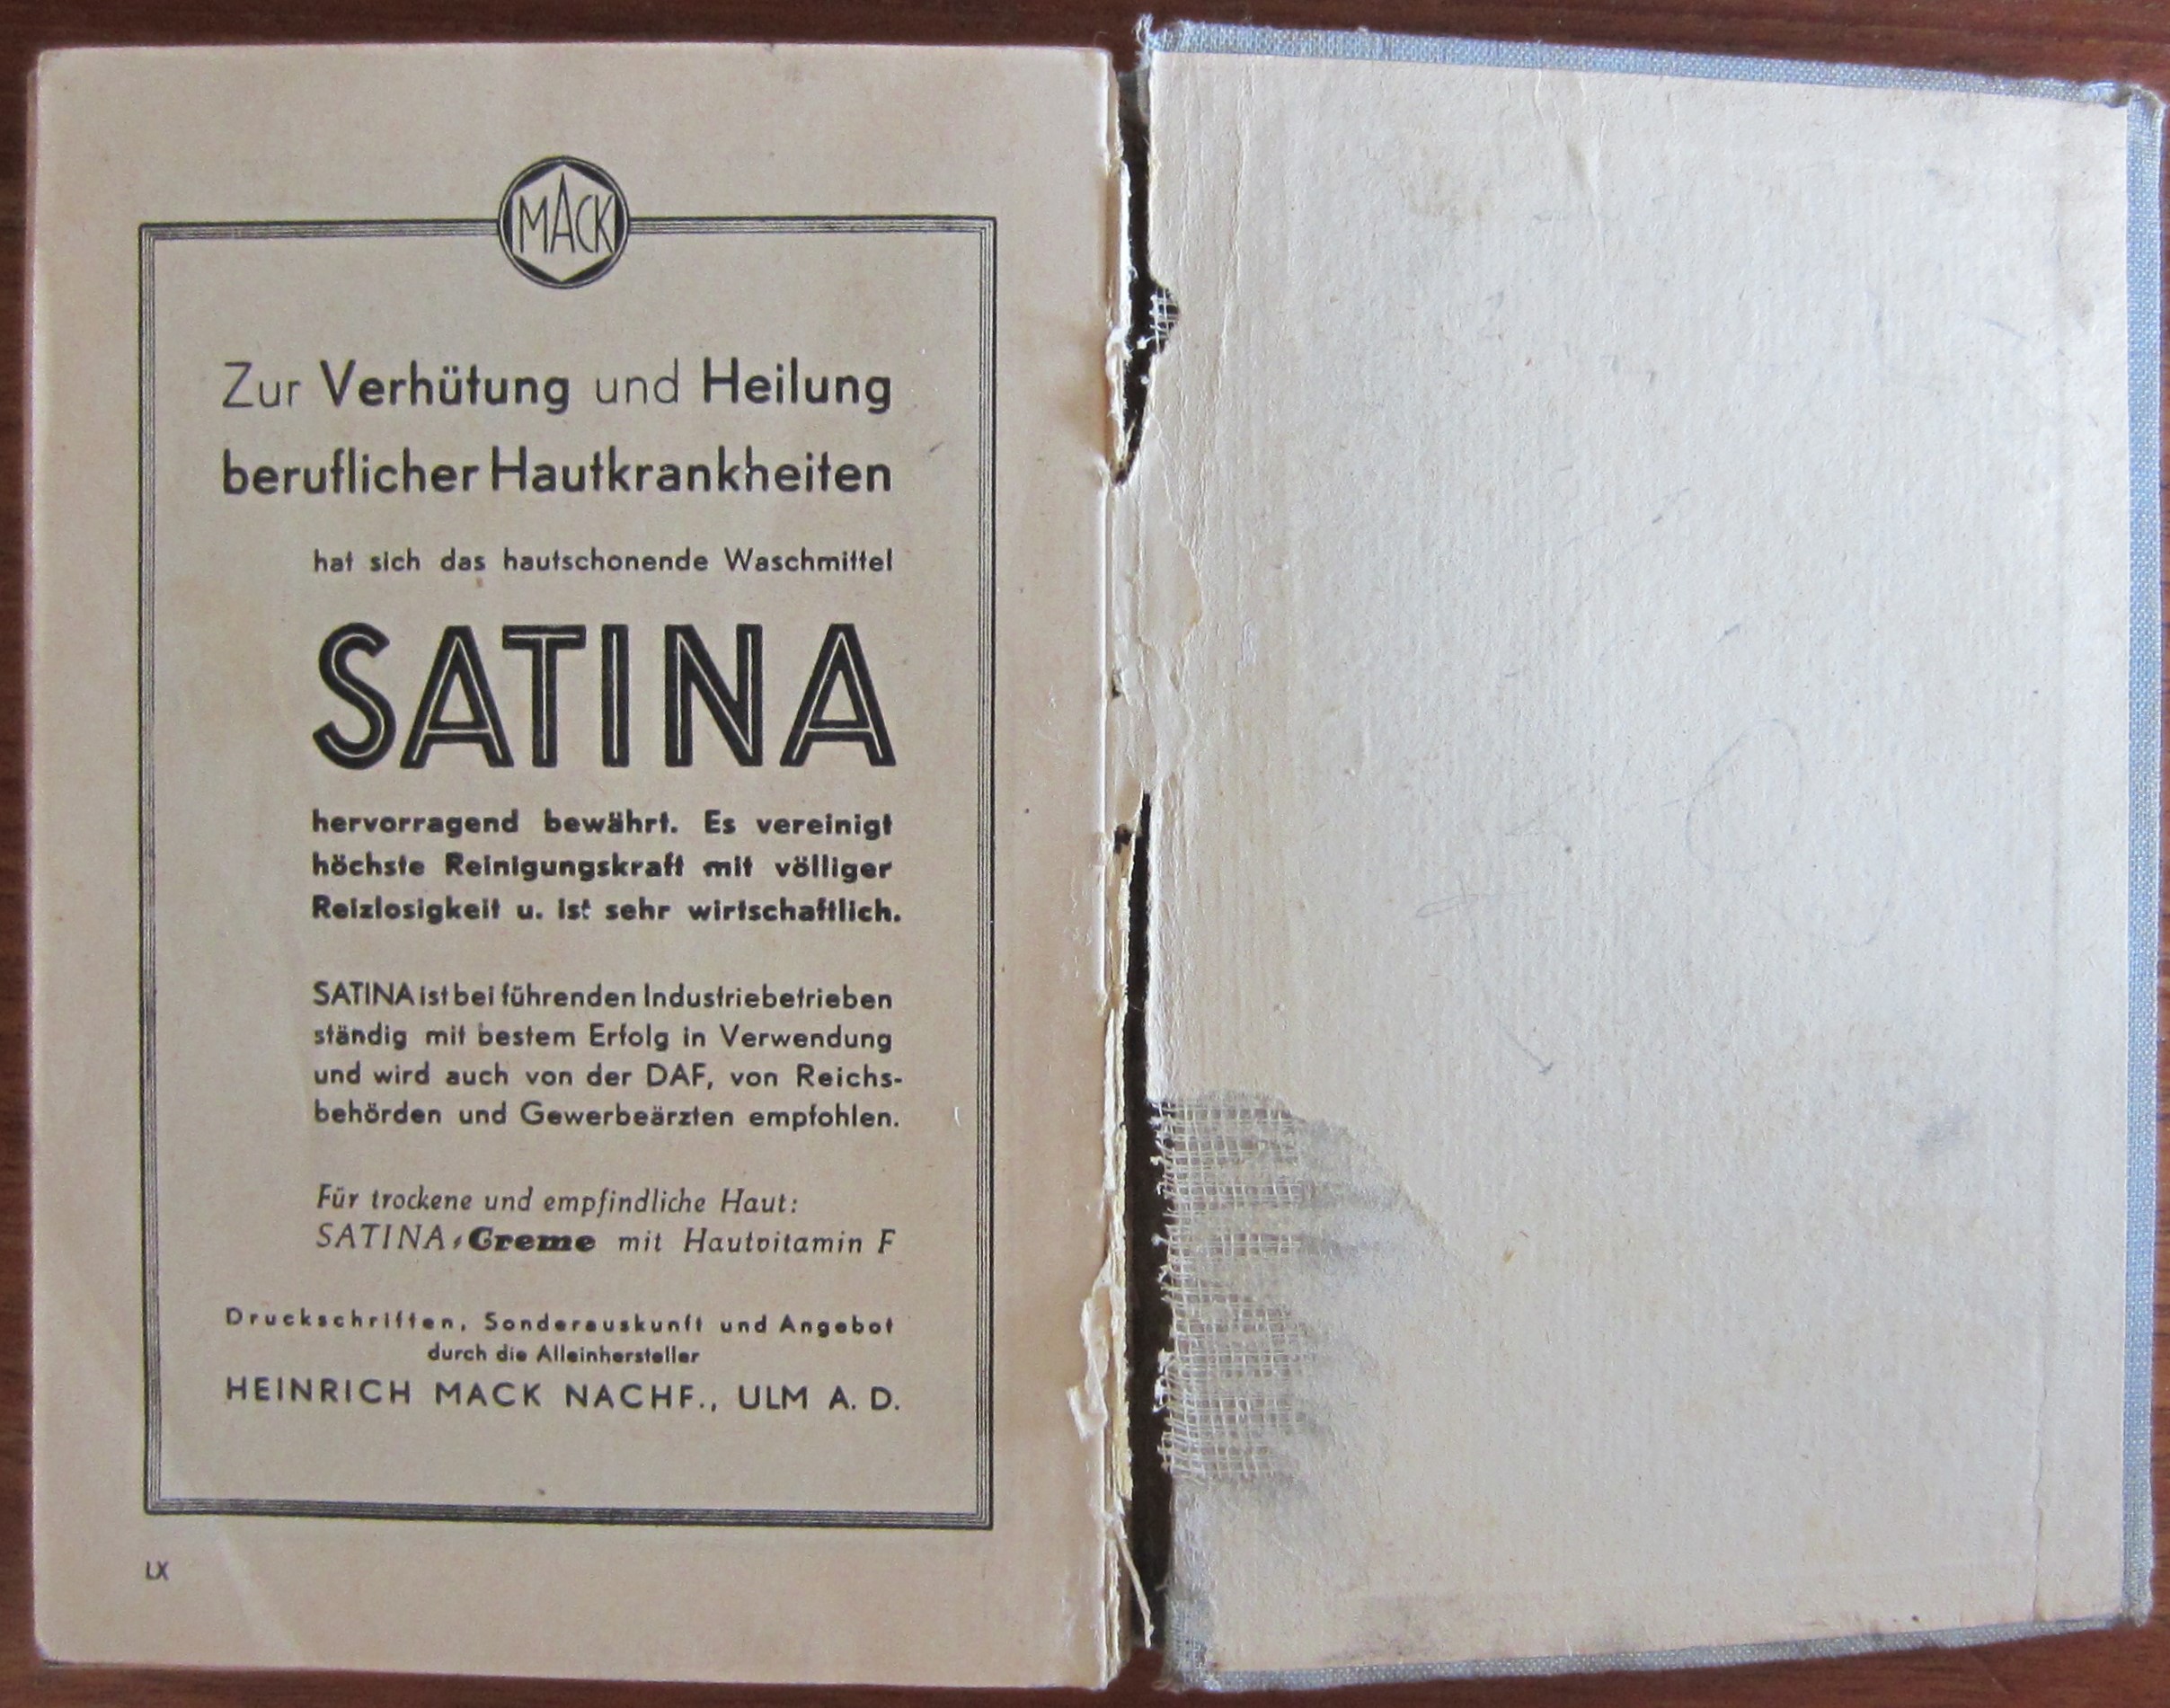 MACK
Zur Verhütung und Heilung
beruflicher Hautkrankheiten
hat sich das hautschonende Waschmittel
SATINA
hervorragend bewährt. Es vereinigt
höchste Reinigungskraft mit völliger
Reizlosigkeit u. ist sehr wirtschaftlich.
SATINA ist bei führenden Industriebetrieben
ständig mit bestem Erfolg in Verwendung
und wird auch von der DAF, von Reichs-
behörden und Gewerbeärzten empfohlen.
Für trockene und empfindliche Haut:
SATINA-Creme mit Hautvitamin F
Druckschriften, Sonderauskunft und Angebot
durch die Alleinhersteller
HEINRICH MACK NACHF., ULM A. D.
LX